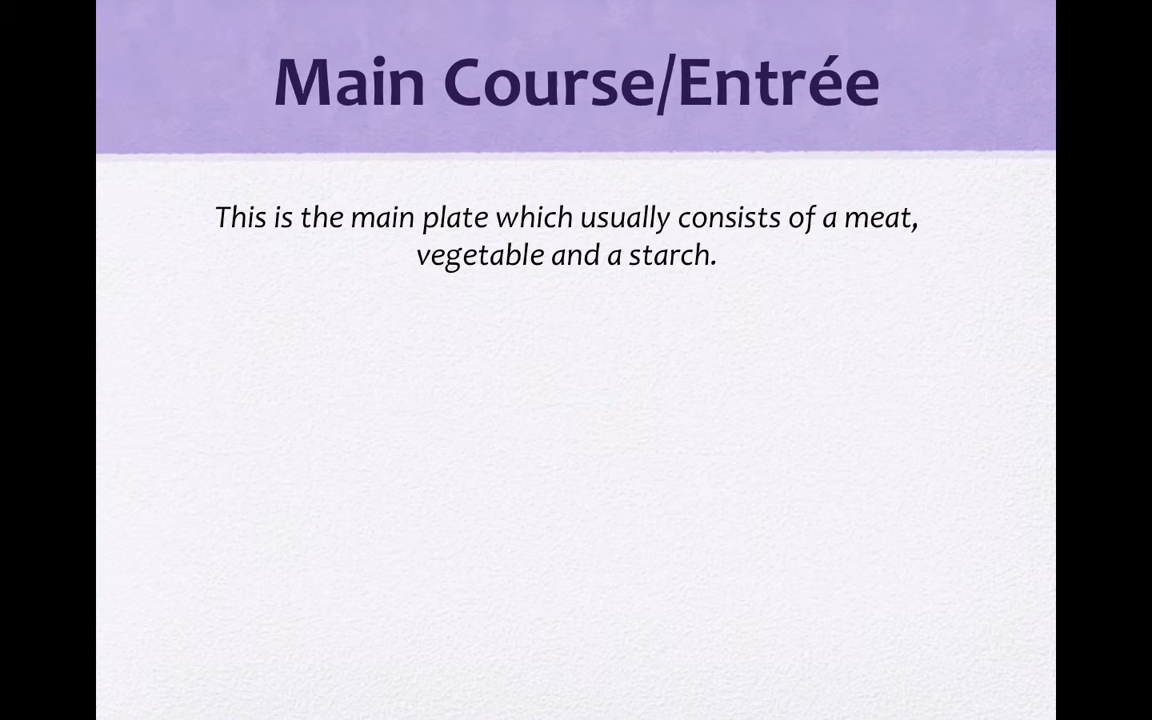 Main Course/Entrée
This is the main plate which usually consists of a meat,
vegetable and a starch.